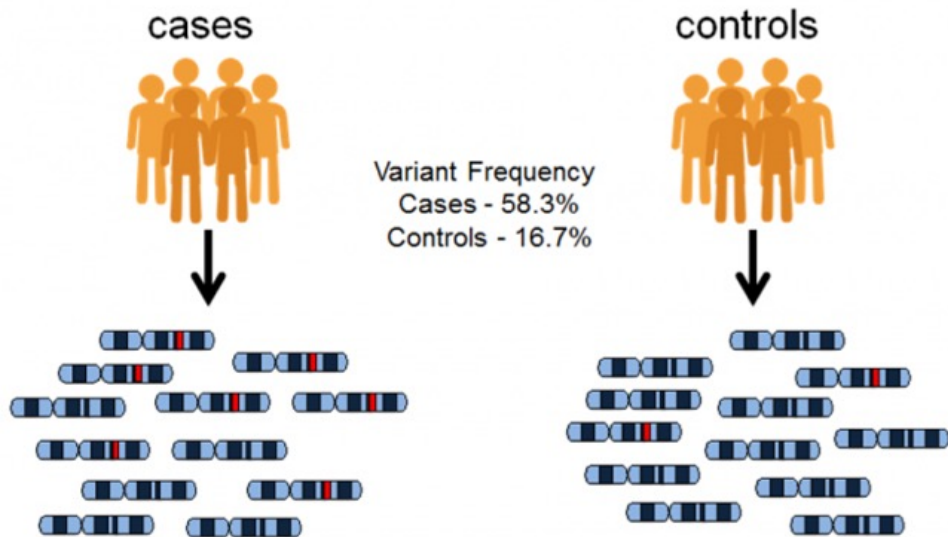 cases
controls
Variant Frequency
Cases - 58.3%
Controls - 16.7%